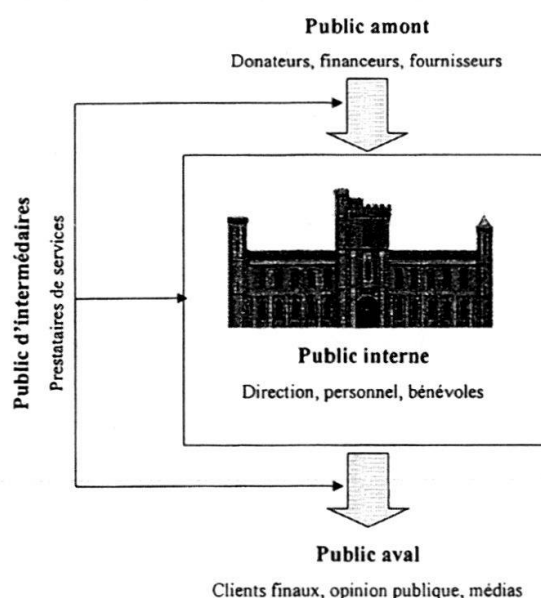 Public amont
Donateurs, financeurs, fournisseurs
Public d'intermédaires
Prestataires de services
Public interne
Direction, personnel, bénévoles
Public aval
Clients finaux, opinion publique, médias